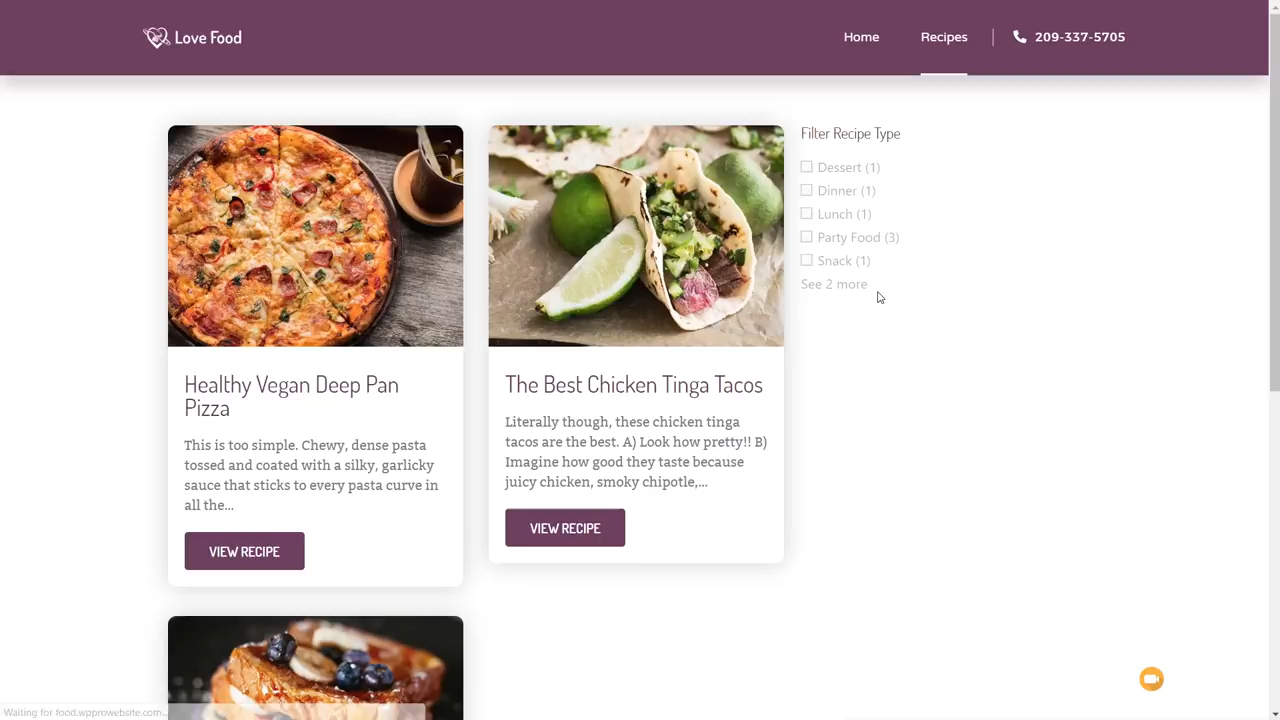 Love Food
Home
Recipes
209-337-5705
Healthy Vegan Deep Pan
Pizza
This is too simple. Chewy, dense pasta
tossed and coated with a silky, garlicky
sauce that sticks to every pasta curve in
all the...
VIEW RECIPE
The Best Chicken Tinga Tacos
Literally though, these chicken tinga
tacos are the best. A) Look how pretty!! B)
Imagine how good they taste because
juicy chicken, smoky chipotle,...
VIEW RECIPE
Filter Recipe Type
Dessert (1)
Dinner (1)
Lunch (1)
Party Food (3)
Snack (1)
See 2 more
Waiting for food.wpprowebsite.com...